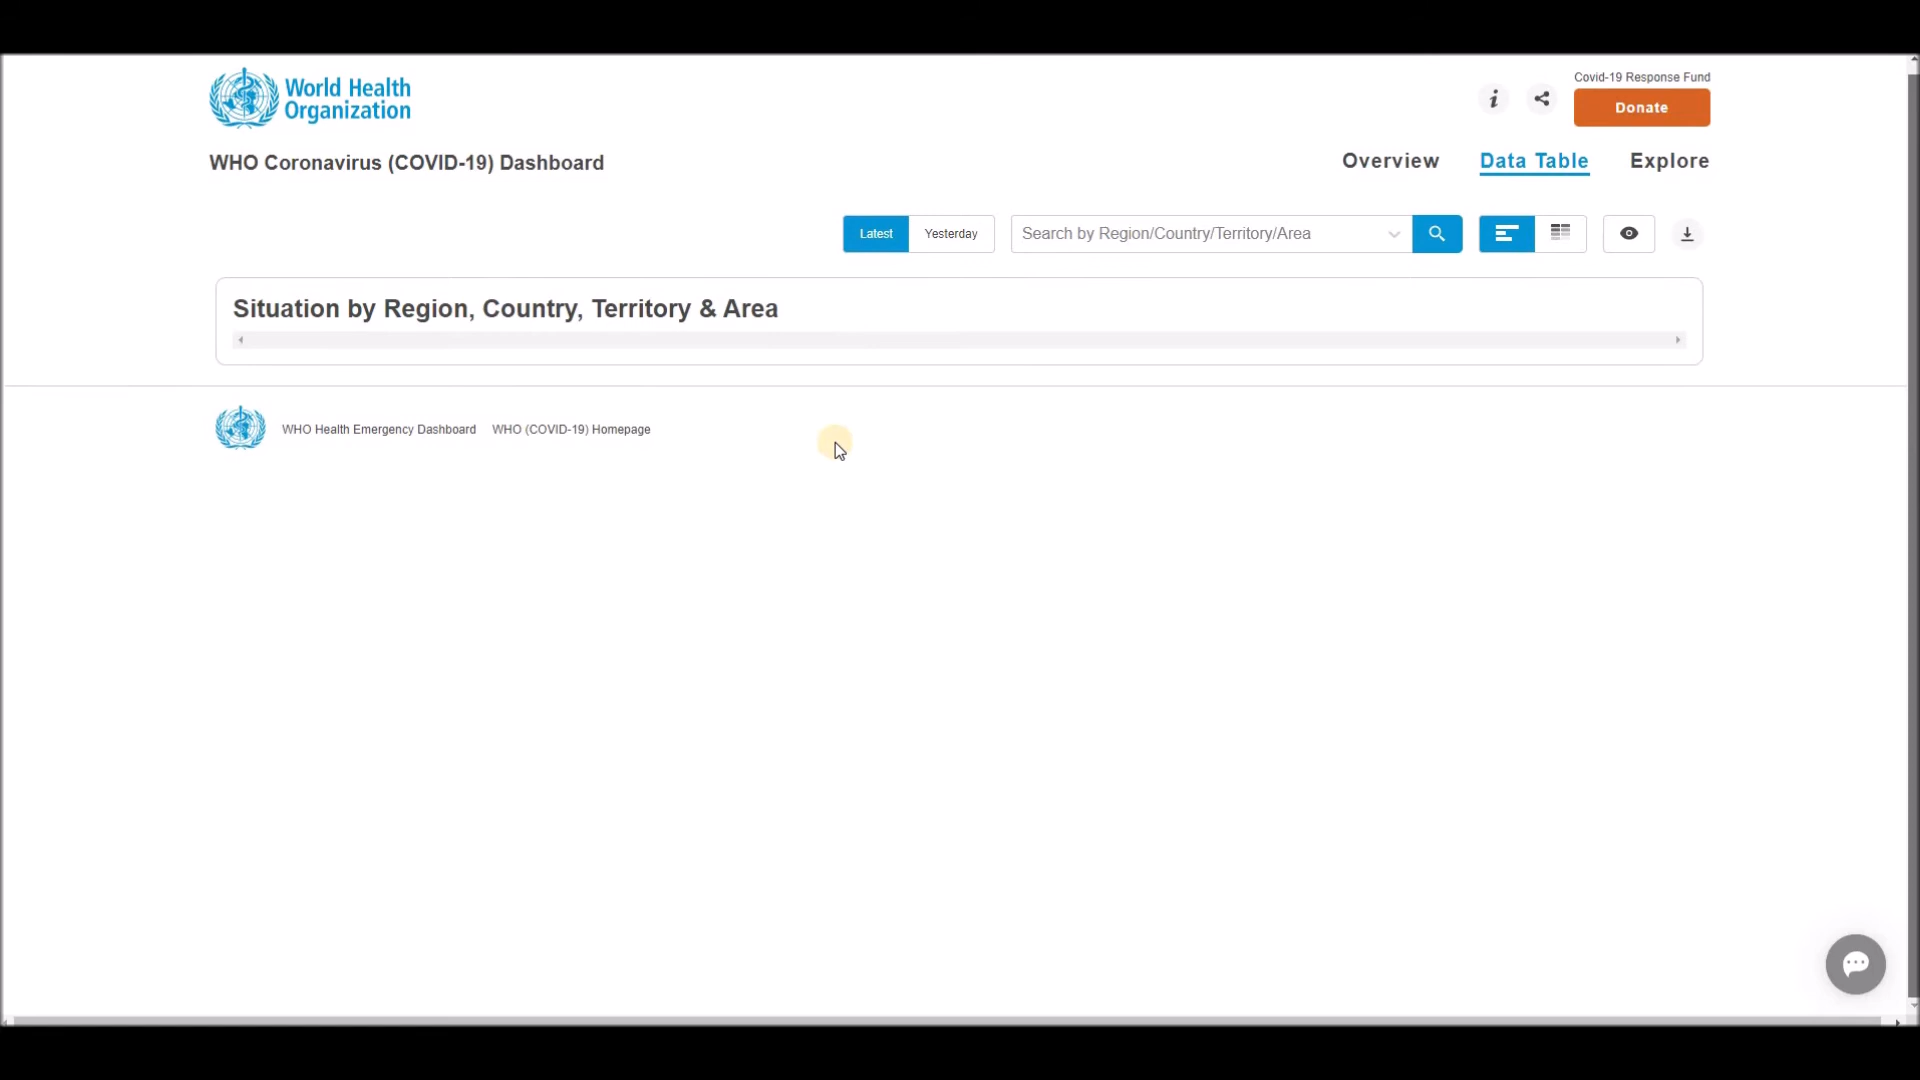 World Health
Organization
Covid-19 Response Fund
Donate
WHO Coronavirus (COVID-19) Dashboard
Overview
Data Table
Explore
Latest
Yesterday
Search by Region/Country/Territory/Area
Situation by Region, Country, Territory & Area
WHO Health Emergency Dashboard
WHO (COVID-19) Homepage